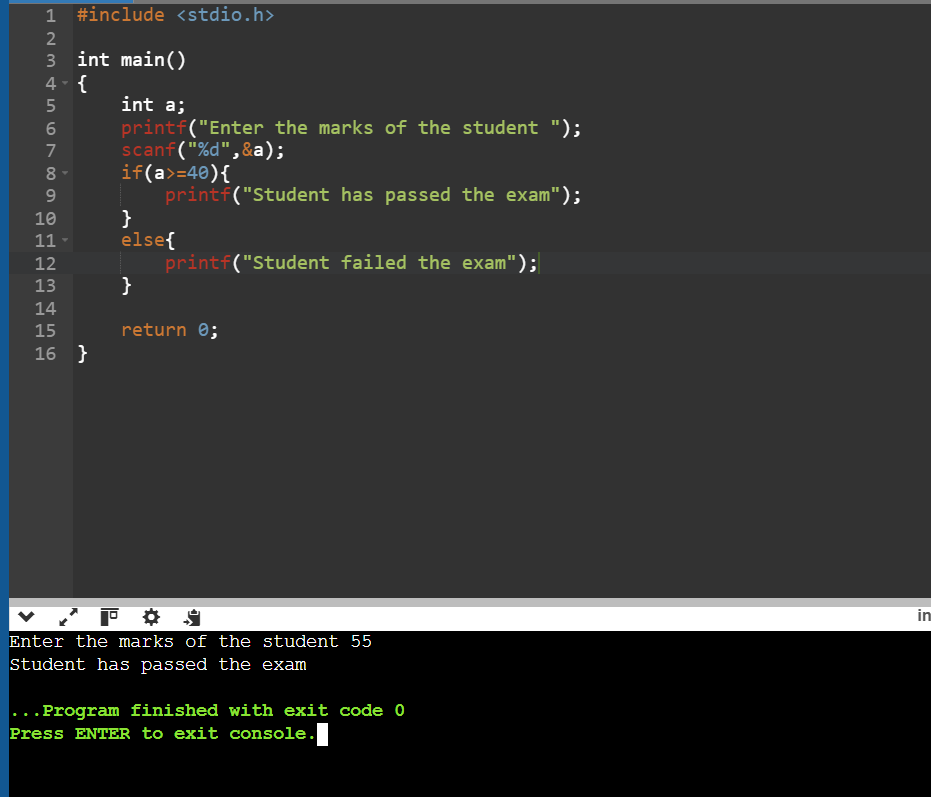 1 #include <stdio.h>
2
3 int main()
4 {
5     int a;
6     printf("Enter the marks of the student ");
7     scanf("%d",&a);
8     if(a>=40){
9         printf("Student has passed the exam");
10     }
11     else{
12         printf("Student failed the exam");
13     }
14
15     return 0;
16 }
in
Enter the marks of the student 55
Student has passed the exam
...Program finished with exit code 0
Press ENTER to exit console.